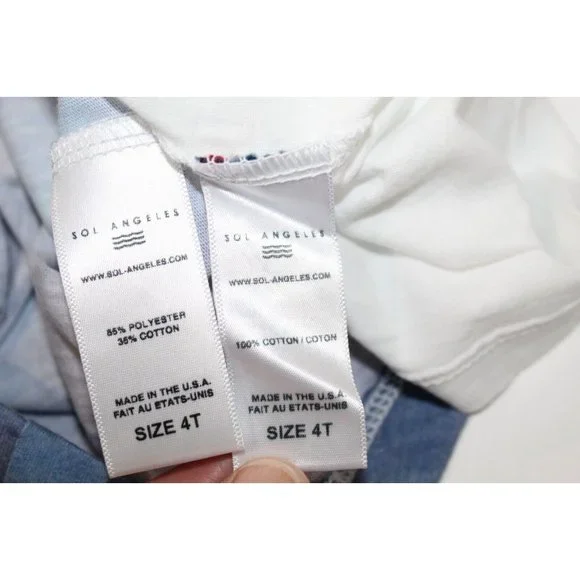 SOL ANGELES
WWW.SOL-ANGELES.COM
85% POLYESTER
35% COTTON
MADE IN THE U.S.A.
FAIT AU ETATS-UNIS
SIZE 4T
SOL ANGELES
WWW.SOL-ANGELES.COM
100% COTTON / COTON
MADE IN THE U.S.A.
FAIT AU ETATS-UNIS
SIZE 4T